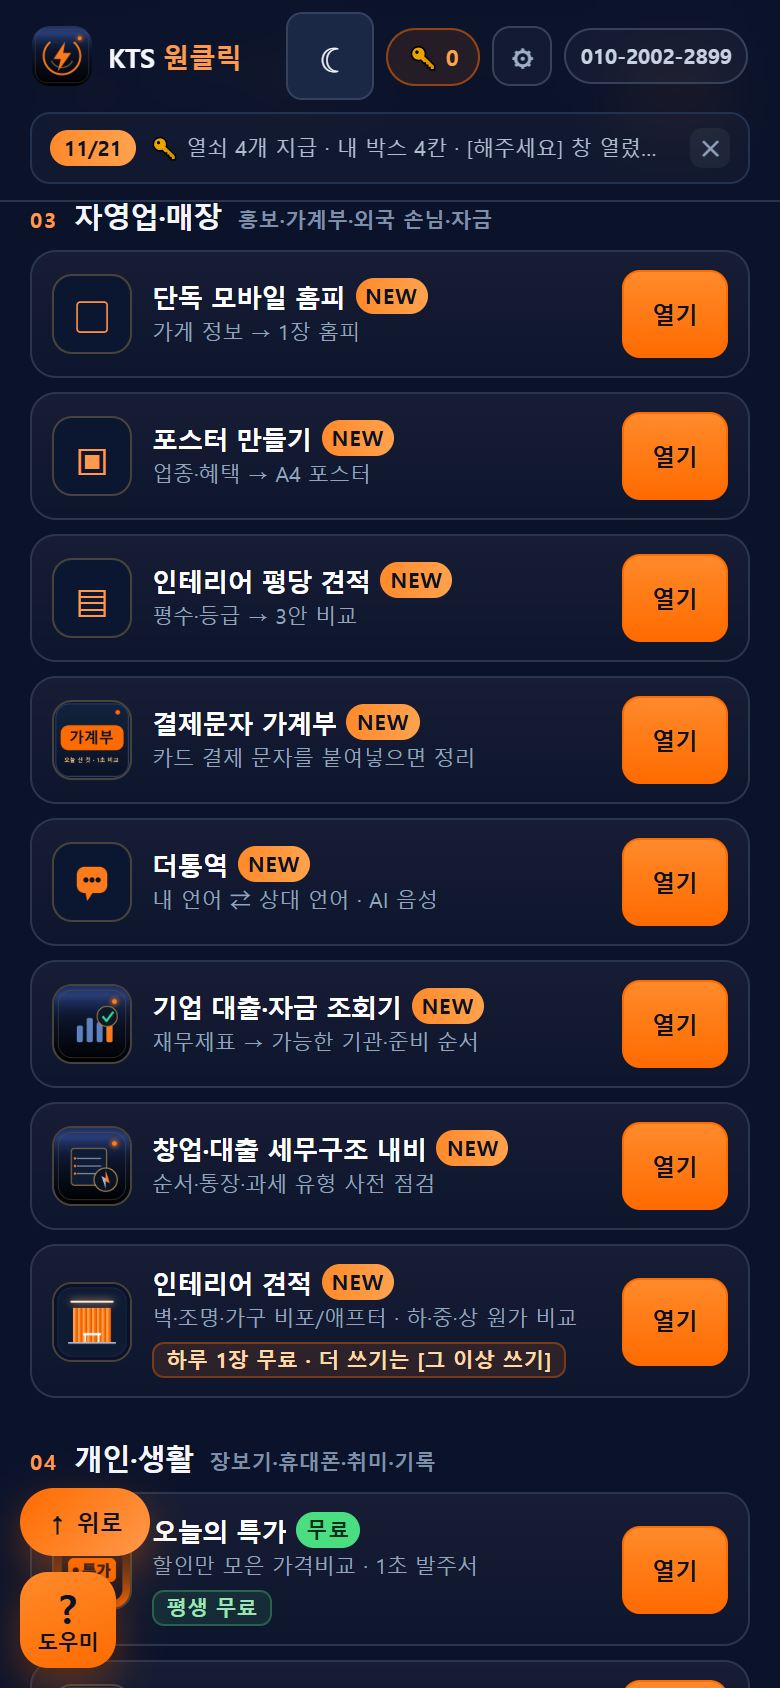 KTS 원클릭
0
010-2002-2899
11/21 열쇠 4개 지급 · 내 박스 4칸 · [해주세요] 창 열렸...
03 자영업·매장 홍보·가계부·외국 손님·자금
단독 모바일 홈피 NEW
가게 정보 → 1장 홈피
열기
포스터 만들기 NEW
업종·혜택 → A4 포스터
열기
인테리어 평당 견적 NEW
평수·등급 → 3안 비교
열기
가계부
오늘 산 것 · 1초 비교
결제문자 가계부 NEW
카드 결제 문자를 붙여넣으면 정리
열기
더통역 NEW
내 언어 ⇄ 상대 언어 · AI 음성
열기
기업 대출·자금 조회기 NEW
재무제표 → 가능한 기관·준비 순서
열기
창업·대출 세무구조 내비 NEW
순서·통장·과세 유형 사전 점검
열기
인테리어 견적 NEW
벽·조명·가구 비포/애프터 · 하·중·상 원가 비교
하루 1장 무료 · 더 쓰기는 [그 이상 쓰기]
열기
04 개인·생활 장보기·휴대폰·취미·기록
↑ 위로
특가
오늘의 특가 무료
할인만 모은 가격비교 · 1초 발주서
평생 무료
열기
?
도우미